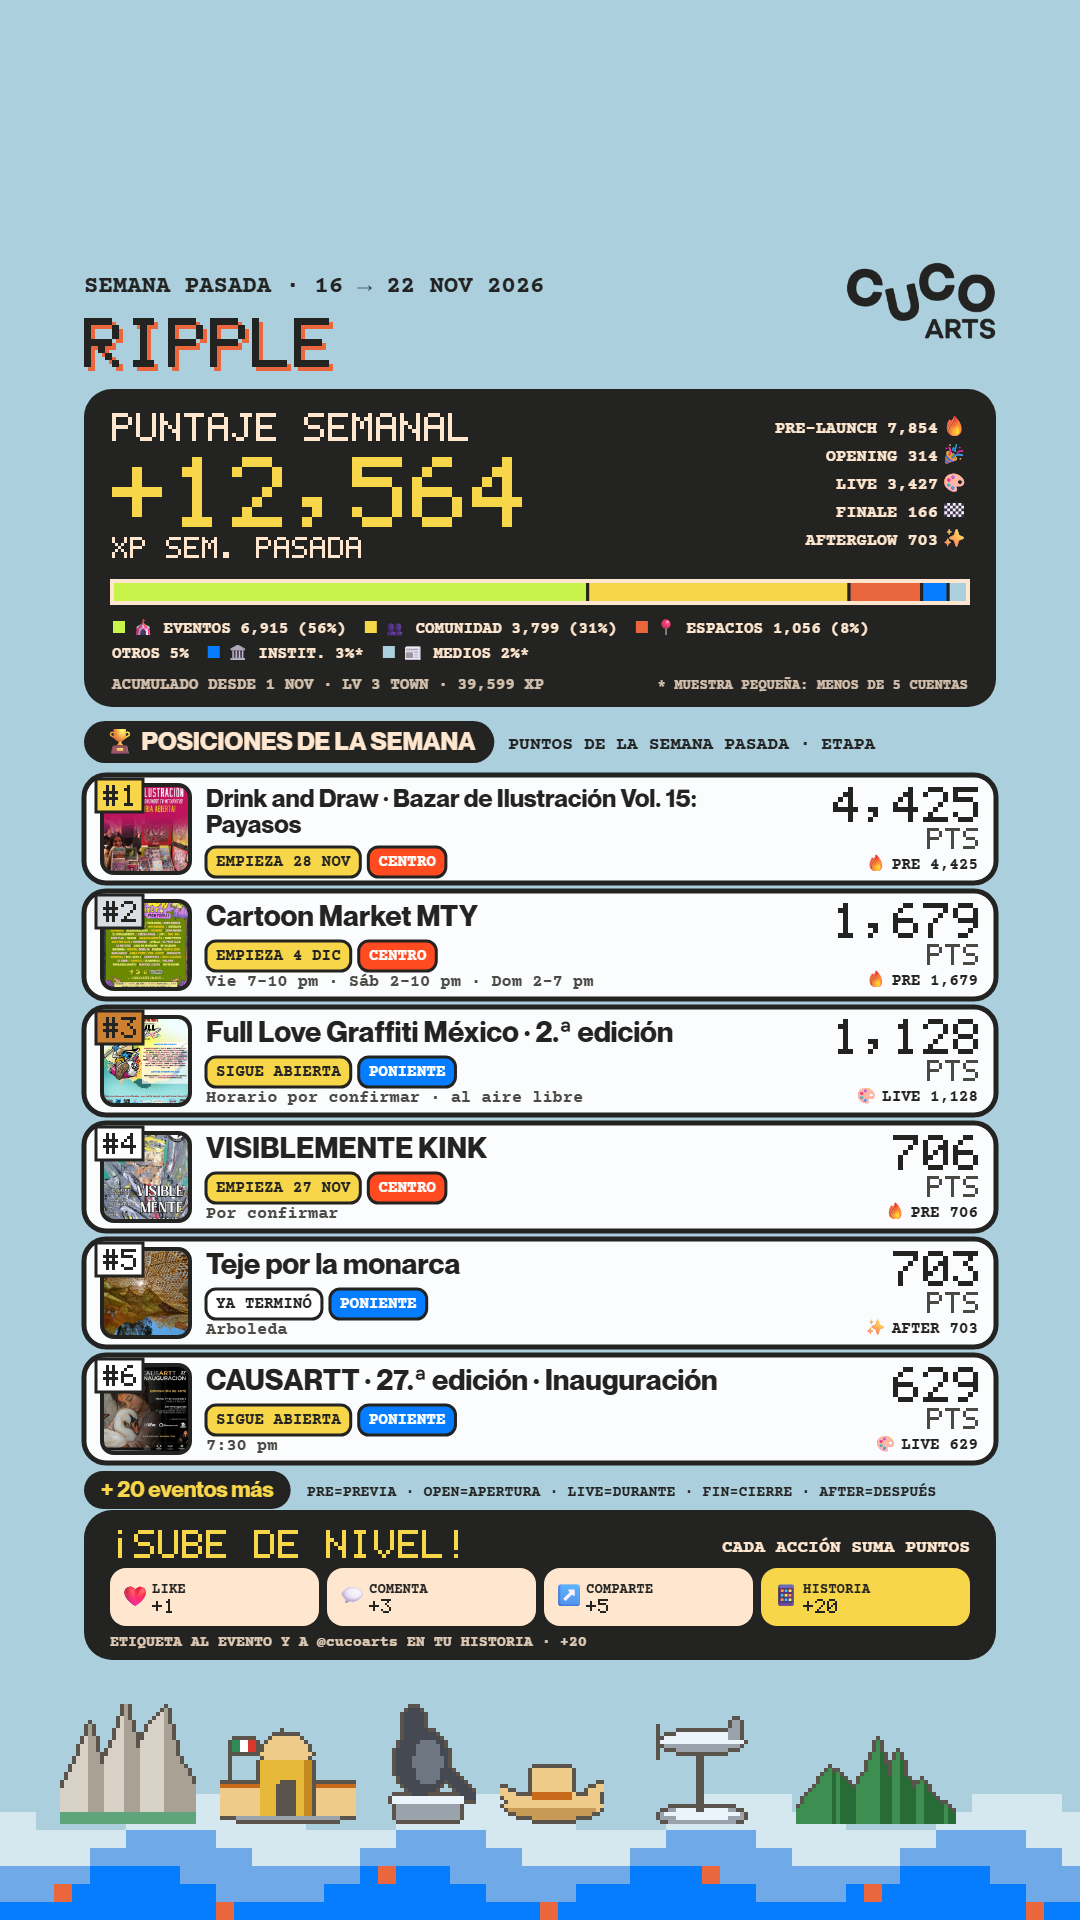 SEMANA PASADA · 16 → 22 NOV 2026
CUCO
ARTS
RIPPLE
PUNTAJE SEMANAL
+12,564
XP SEM. PASADA
PRE-LAUNCH 7,854
OPENING 314
LIVE 3,427
FINALE 166
AFTERGLOW 703
EVENTOS 6,915 (56%) COMUNIDAD 3,799 (31%) ESPACIOS 1,056 (8%)
OTROS 5% INSTIT. 3%* MEDIOS 2%*
ACUMULADO DESDE 1 NOV · LV 3 TOWN · 39,599 XP
* MUESTRA PEQUEÑA: MENOS DE 5 CUENTAS
POSICIONES DE LA SEMANA
PUNTOS DE LA SEMANA PASADA · ETAPA
#1
Drink and Draw · Bazar de Ilustración Vol. 15:
Payasos
EMPIEZA 28 NOV CENTRO
4,425
PTS
PRE 4,425
#2
Cartoon Market MTY
EMPIEZA 4 DIC CENTRO
Vie 7-10 pm · Sáb 2-10 pm · Dom 2-7 pm
1,679
PTS
PRE 1,679
#3
Full Love Graffiti México · 2.ª edición
SIGUE ABIERTA PONIENTE
Horario por confirmar · al aire libre
1,128
PTS
LIVE 1,128
#4
VISIBLE
MENTE
VISIBLEMENTE KINK
EMPIEZA 27 NOV CENTRO
Por confirmar
706
PTS
PRE 706
#5
Teje por la monarca
YA TERMINÓ PONIENTE
Arboleda
703
PTS
AFTER 703
#6
CAUSARTT · 27.ª edición · Inauguración
SIGUE ABIERTA PONIENTE
7:30 pm
629
PTS
LIVE 629
+ 20 eventos más
PRE=PREVIA · OPEN=APERTURA · LIVE=DURANTE · FIN=CIERRE · AFTER=DESPUÉS
¡SUBE DE NIVEL!
CADA ACCIÓN SUMA PUNTOS
LIKE
+1
COMENTA
+3
COMPARTE
+5
HISTORIA
+20
ETIQUETA AL EVENTO Y A @cucoarts EN TU HISTORIA · +20